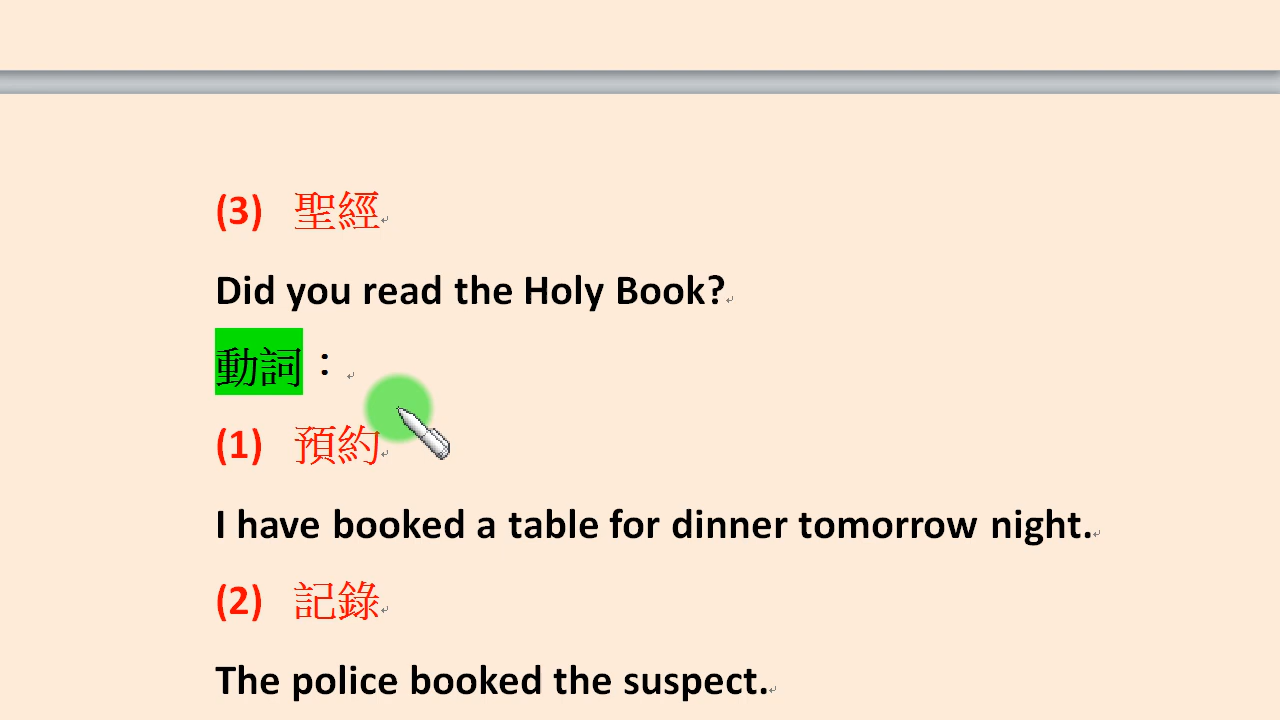 (3) 聖經
Did you read the Holy Book?
動詞：
(1) 預約
I have booked a table for dinner tomorrow night.
(2) 記錄
The police booked the suspect.